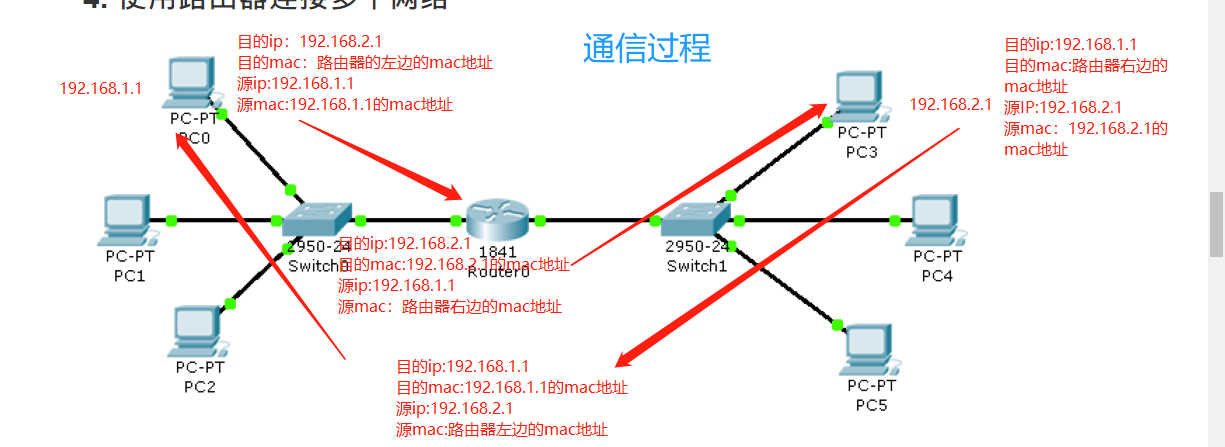 4. 使用路由器连接多个网络
通信过程
目的ip：192.168.2.1
目的mac：路由器的左边的mac地址
源ip:192.168.1.1
源mac:192.168.1.1的mac地址
192.168.1.1
PC-PT
PC0
目的ip:192.168.1.1
目的mac:路由器右边的
mac地址
源IP:192.168.2.1
源mac：192.168.2.1的
mac地址
192.168.2.1
PC-PT
PC3
PC-PT
PC1
2950-24
Switch0
1841
Router0
2950-24
Switch1
PC-PT
PC4
目的ip:192.168.2.1
目的mac:192.168.2.1的mac地址
源ip:192.168.1.1
源mac：路由器右边的mac地址
PC-PT
PC2
目的ip:192.168.1.1
目的mac:192.168.1.1的mac地址
源ip:192.168.2.1
源mac:路由器左边的mac地址
PC-PT
PC5